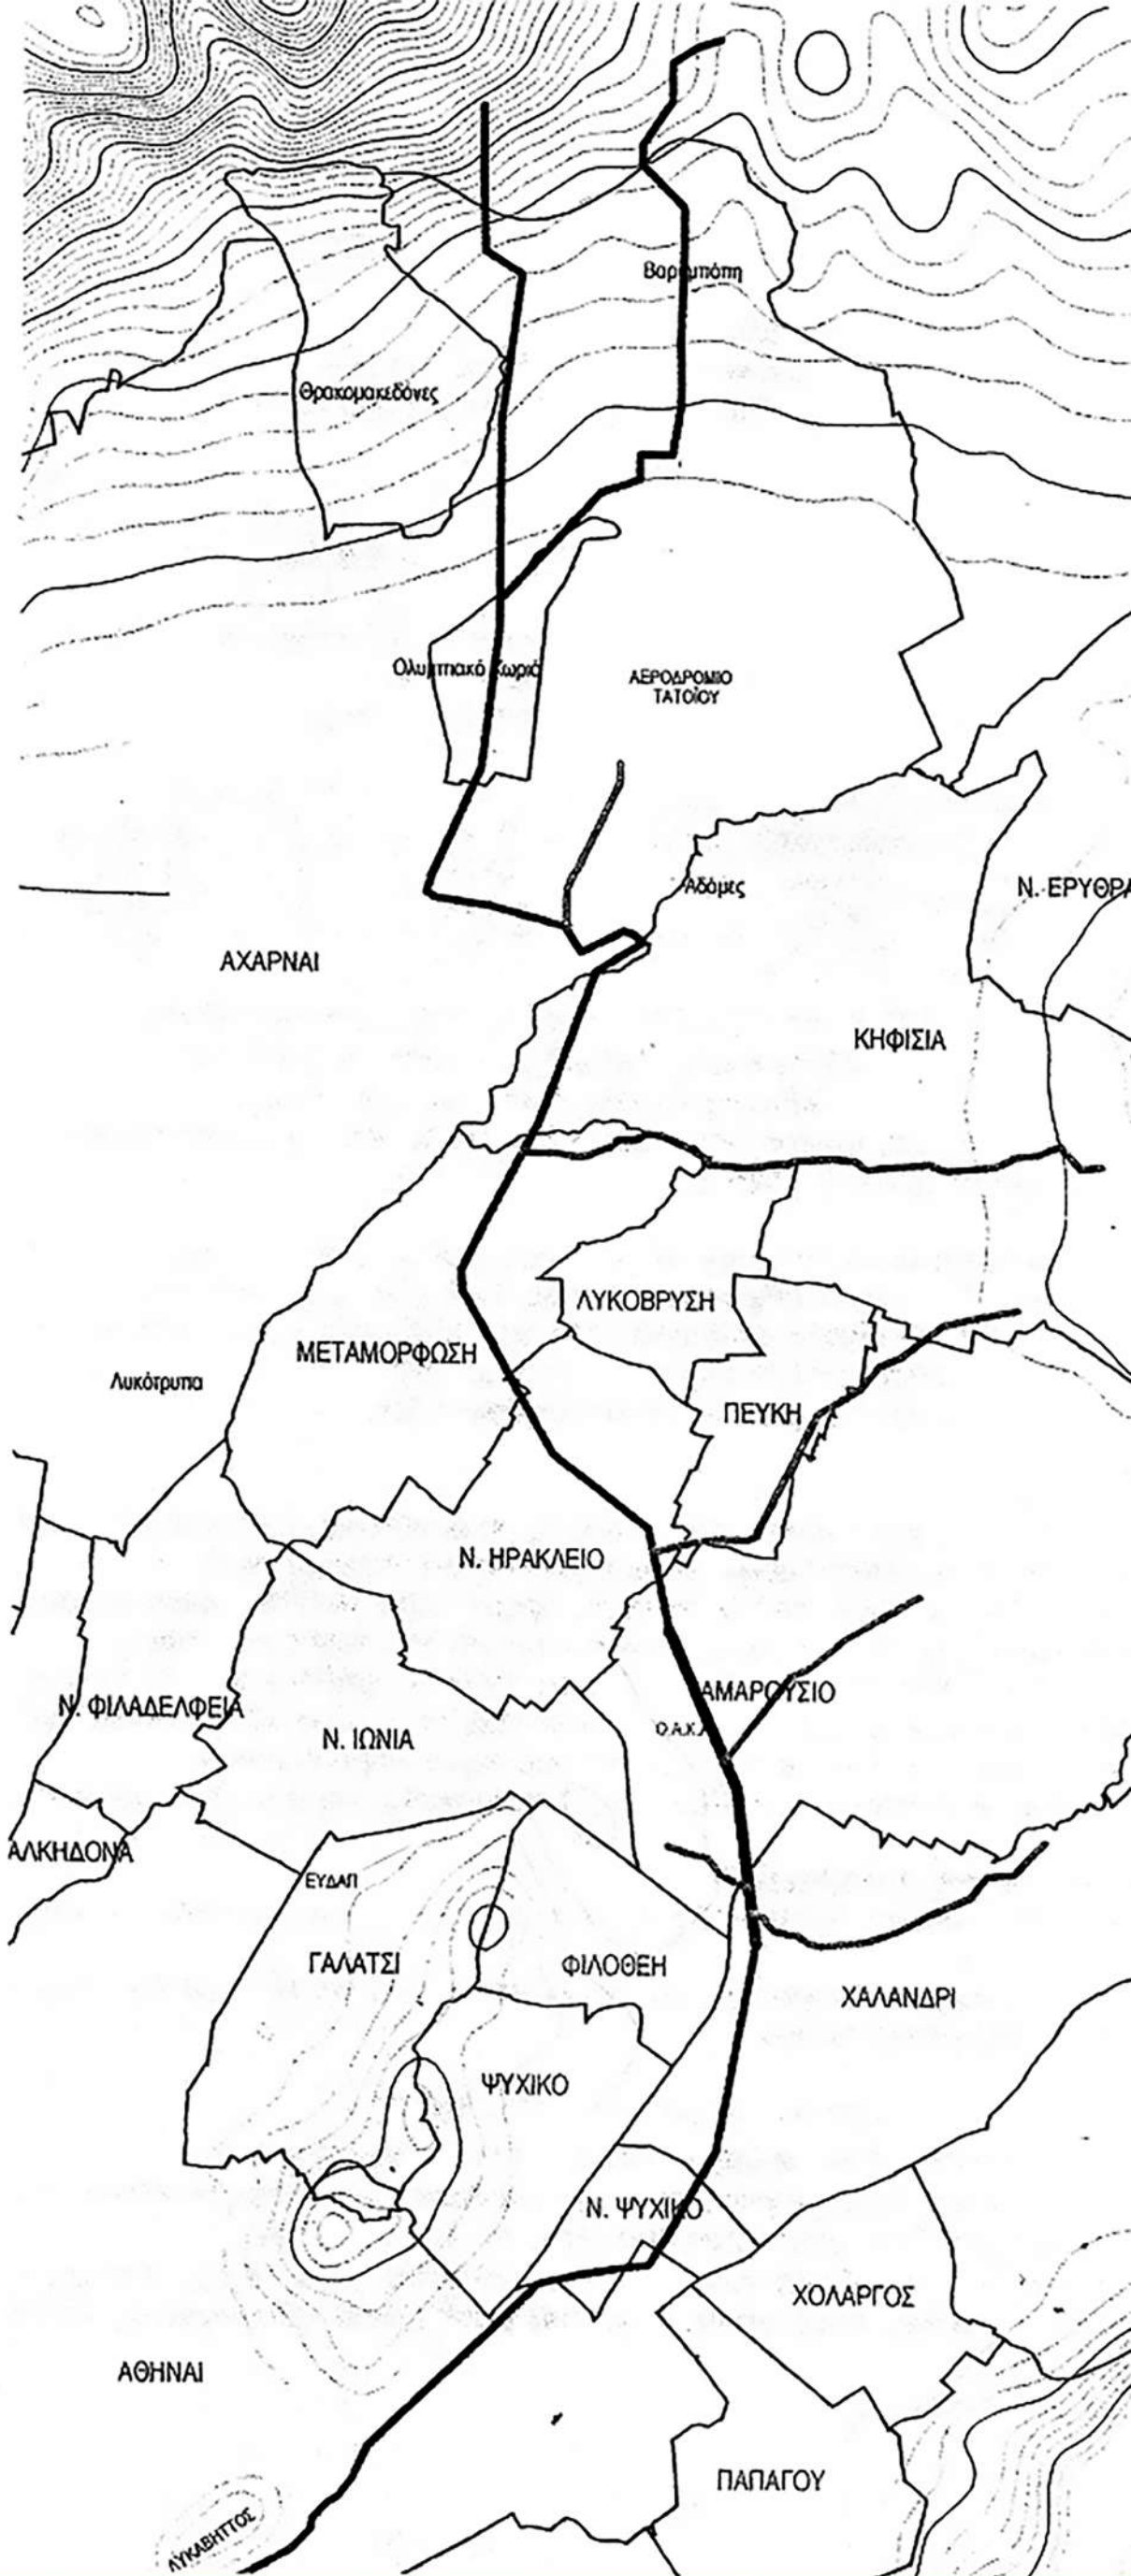 Βαρυμπόπη
Θρακομακεδόνες
Ολυμπιακό Χωριό
ΑΕΡΟΔΡΟΜΙΟ
ΤΑΤΟΪΟΥ
Αδάμες
Ν. ΕΡΥΘΡΑ
ΑΧΑΡΝΑΙ
ΚΗΦΙΣΙΑ
ΛΥΚΟΒΡΥΣΗ
ΜΕΤΑΜΟΡΦΩΣΗ
Λυκότρυπα
ΠΕΥΚΗ
Ν. ΗΡΑΚΛΕΙΟ
ΑΜΑΡΟΥΣΙΟ
Ν. ΦΙΛΑΔΕΛΦΕΙΑ
Ο.Α.Κ.Α
Ν. ΙΩΝΙΑ
ΑΛΚΗΔΟΝΑ
ΕΥΔΑΠ
ΓΑΛΑΤΣΙ
ΦΙΛΟΘΕΗ
ΧΑΛΑΝΔΡΙ
ΨΥΧΙΚΟ
Ν. ΨΥΧΙΚΟ
ΧΟΛΑΡΓΟΣ
ΑΘΗΝΑΙ
ΠΑΠΑΓΟΥ
ΛΥΚΑΒΗΤΤΟΣ